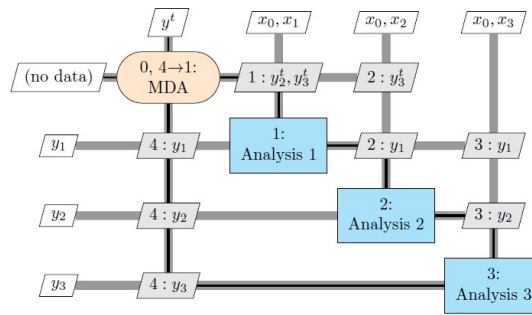 y^t x_0, x_1 x_0, x_2 x_0, x_3
(no data) 0, 4→1: 1 : y_2^t, y_3^t 2 : y_3^t
MDA
y_1 4 : y_1 1: 2 : y_1 3 : y_1
Analysis 1
y_2 4 : y_2 2: 3 : y_2
Analysis 2
y_3 4 : y_3 3:
Analysis 3